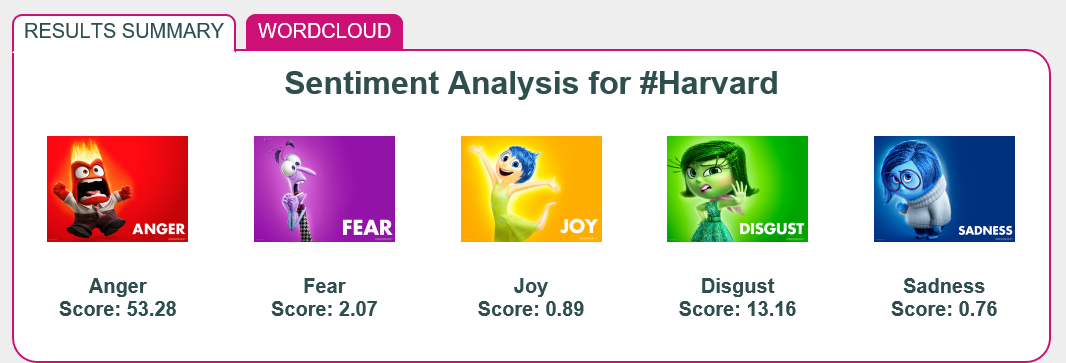 RESULTS SUMMARY WORDCLOUD
Sentiment Analysis for #Harvard
ANGER FEAR JOY DISGUST SADNESS
Anger Fear Joy Disgust Sadness
Score: 53.28 Score: 2.07 Score: 0.89 Score: 13.16 Score: 0.76